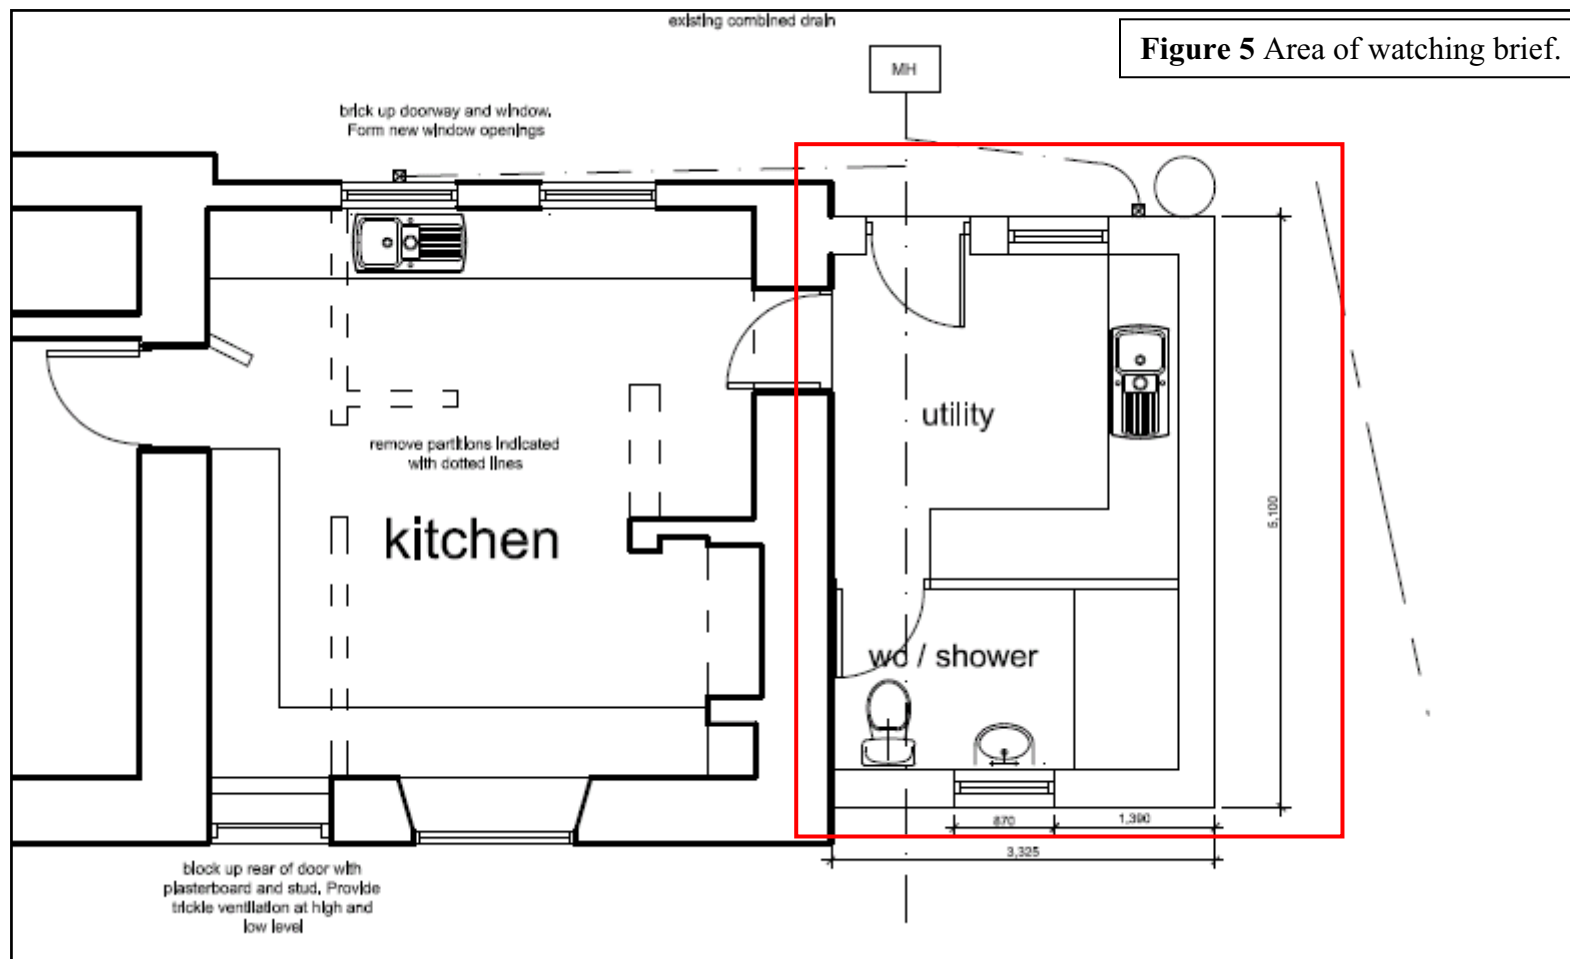 existing combined drain
Figure 5 Area of watching brief.
MH
brick up doorway and window.
Form new window openings
utility
remove partitions indicated
with dotted lines
kitchen
5,100
wc / shower
870
1,390
3,325
block up rear of door with
plasterboard and stud. Provide
trickle ventilation at high and
low level